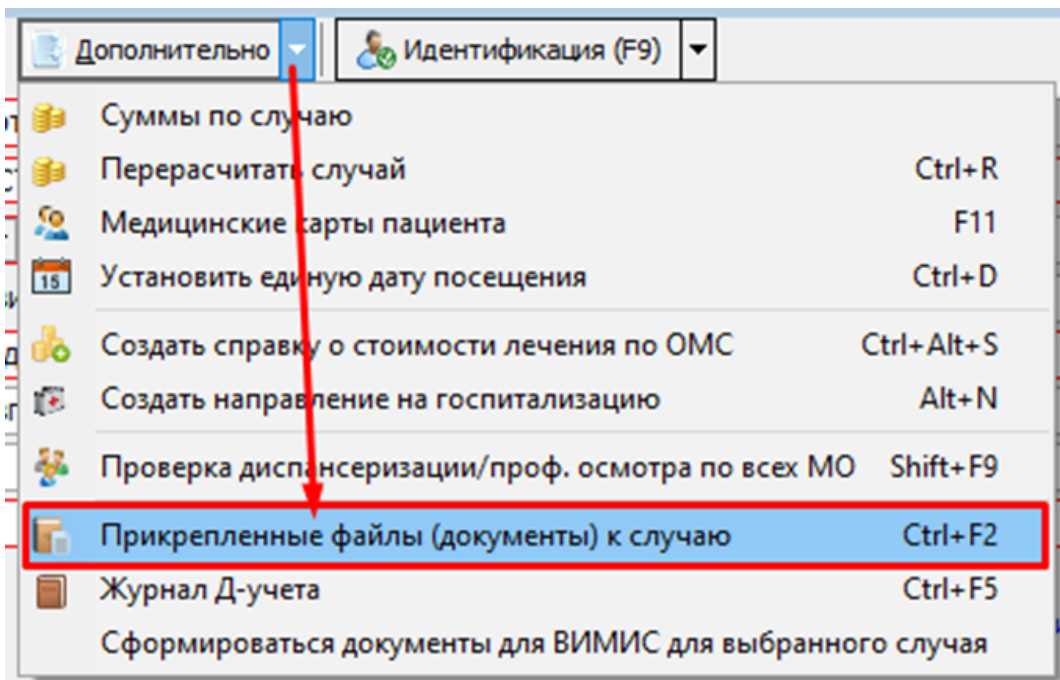 Дополнительно Идентификация (F9)
Суммы по случаю
Перерасчитать случай Ctrl+R
Медицинские карты пациента F11
15 Установить единую дату посещения Ctrl+D
Создать справку о стоимости лечения по ОМС Ctrl+Alt+S
Создать направление на госпитализацию Alt+N
Проверка диспансеризации/проф. осмотра по всех МО Shift+F9
Прикрепленные файлы (документы) к случаю Ctrl+F2
Журнал Д-учета Ctrl+F5
Сформироваться документы для ВИМИС для выбранного случая